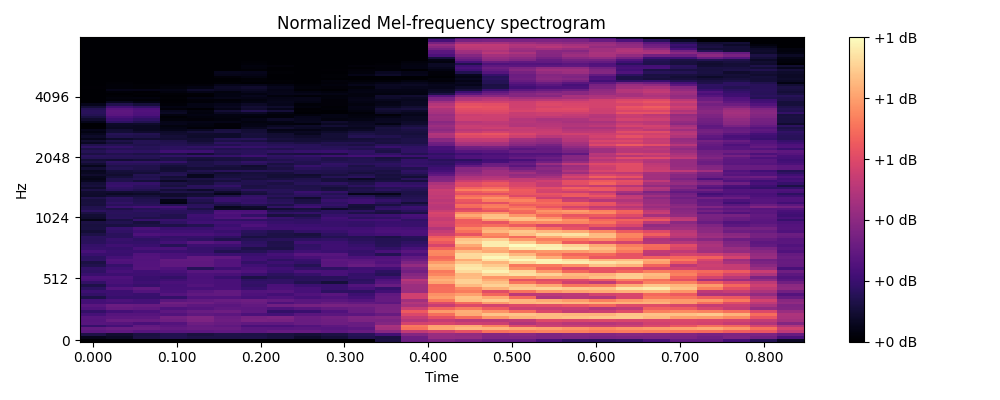 Normalized Mel-frequency spectrogram
Hz
4096
2048
1024
512
0
0.000 0.100 0.200 0.300 0.400 0.500 0.600 0.700 0.800
Time
+1 dB
+1 dB
+1 dB
+0 dB
+0 dB
+0 dB